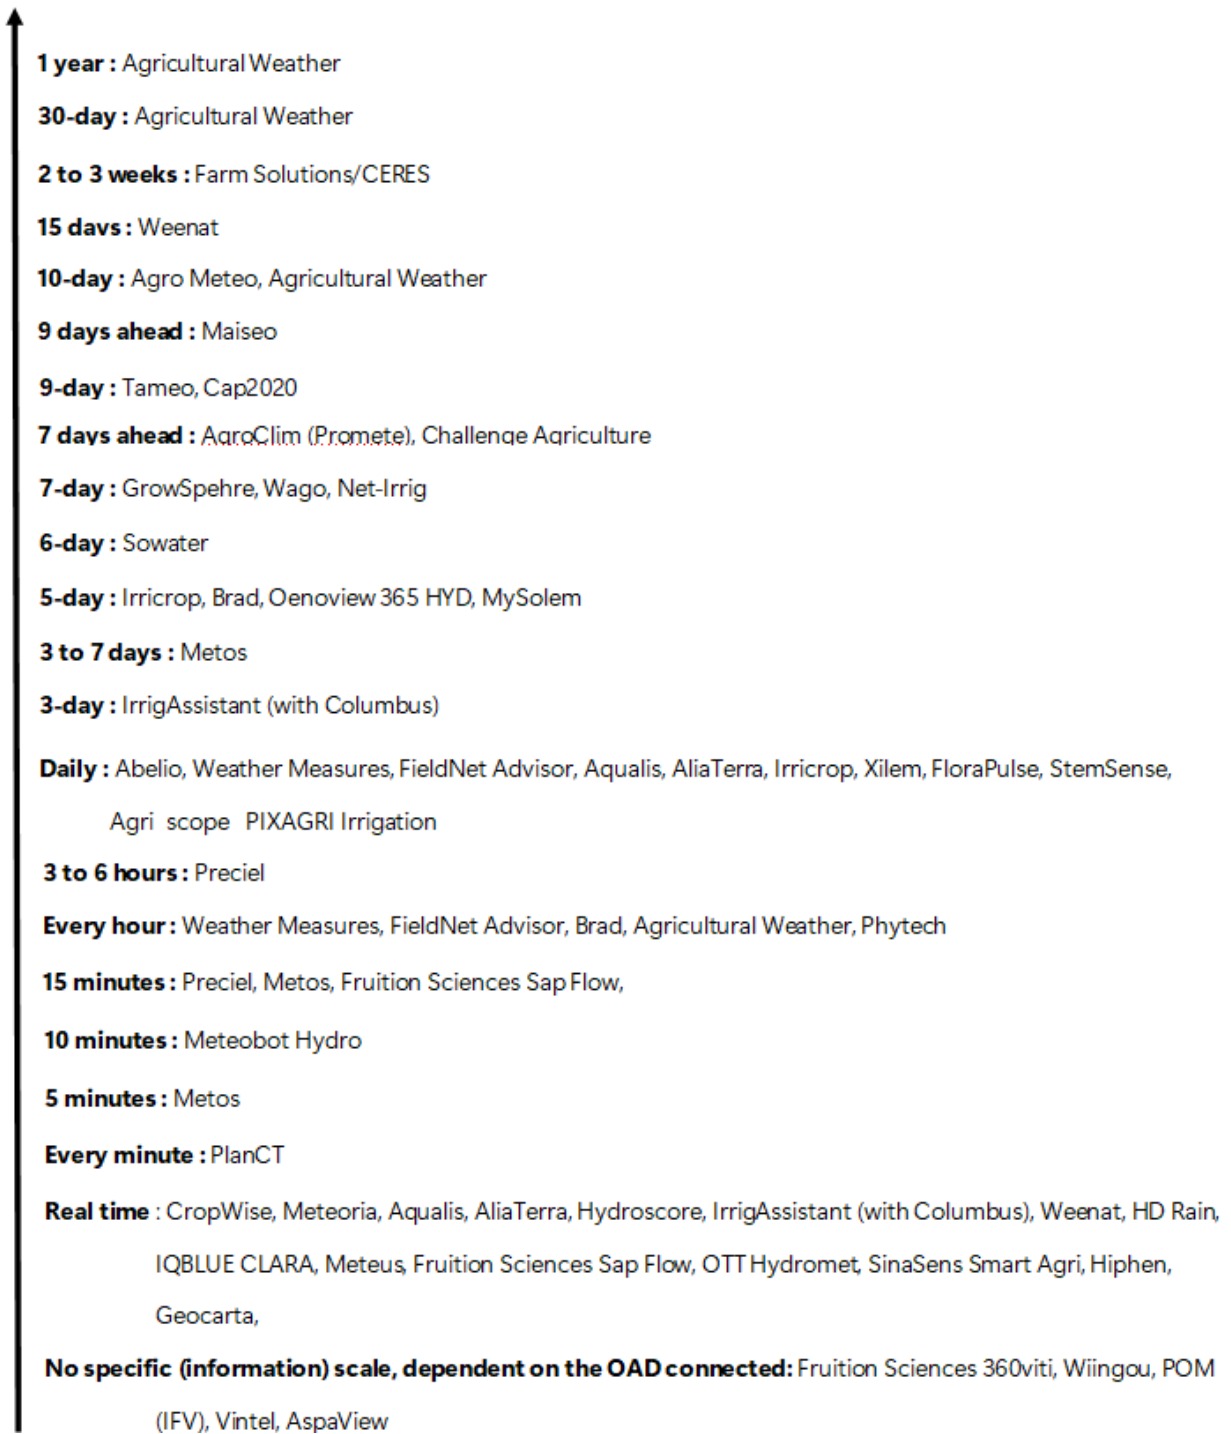 1 year : Agricultural Weather
30-day : Agricultural Weather
2 to 3 weeks : Farm Solutions/CERES
15 davs : Weenat
10-day : Agro Meteo, Agricultural Weather
9 days ahead : Maiseo
9-day : Tameo, Cap2020
7 days ahead : AgroClim (Promete), Challenge Agriculture
7-day : GrowSpehre, Wago, Net-Irrig
6-day : Sowater
5-day : Irricrop, Brad, Oenoview 365 HYD, MySolem
3 to 7 days : Metos
3-day : IrrigAssistant (with Columbus)
Daily : Abelio, Weather Measures, FieldNet Advisor, Aqualis, AliaTerra, Irricrop, Xilem, FloraPulse, StemSense,
Agri scope PIXAGRI Irrigation
3 to 6 hours : Preciel
Every hour : Weather Measures, FieldNet Advisor, Brad, Agricultural Weather, Phytech
15 minutes : Preciel, Metos, Fruition Sciences Sap Flow,
10 minutes : Meteobot Hydro
5 minutes : Metos
Every minute : PlanCT
Real time : CropWise, Meteoria, Aqualis, AliaTerra, Hydroscore, IrrigAssistant (with Columbus), Weenat, HD Rain,
IQBLUE CLARA, Meteus, Fruition Sciences Sap Flow, OTT Hydromet, SinaSens Smart Agri, Hiphen,
Geocarta,
No specific (information) scale, dependent on the OAD connected: Fruition Sciences 360viti, Wiingou, POM
(IFV), Vintel, AspaView